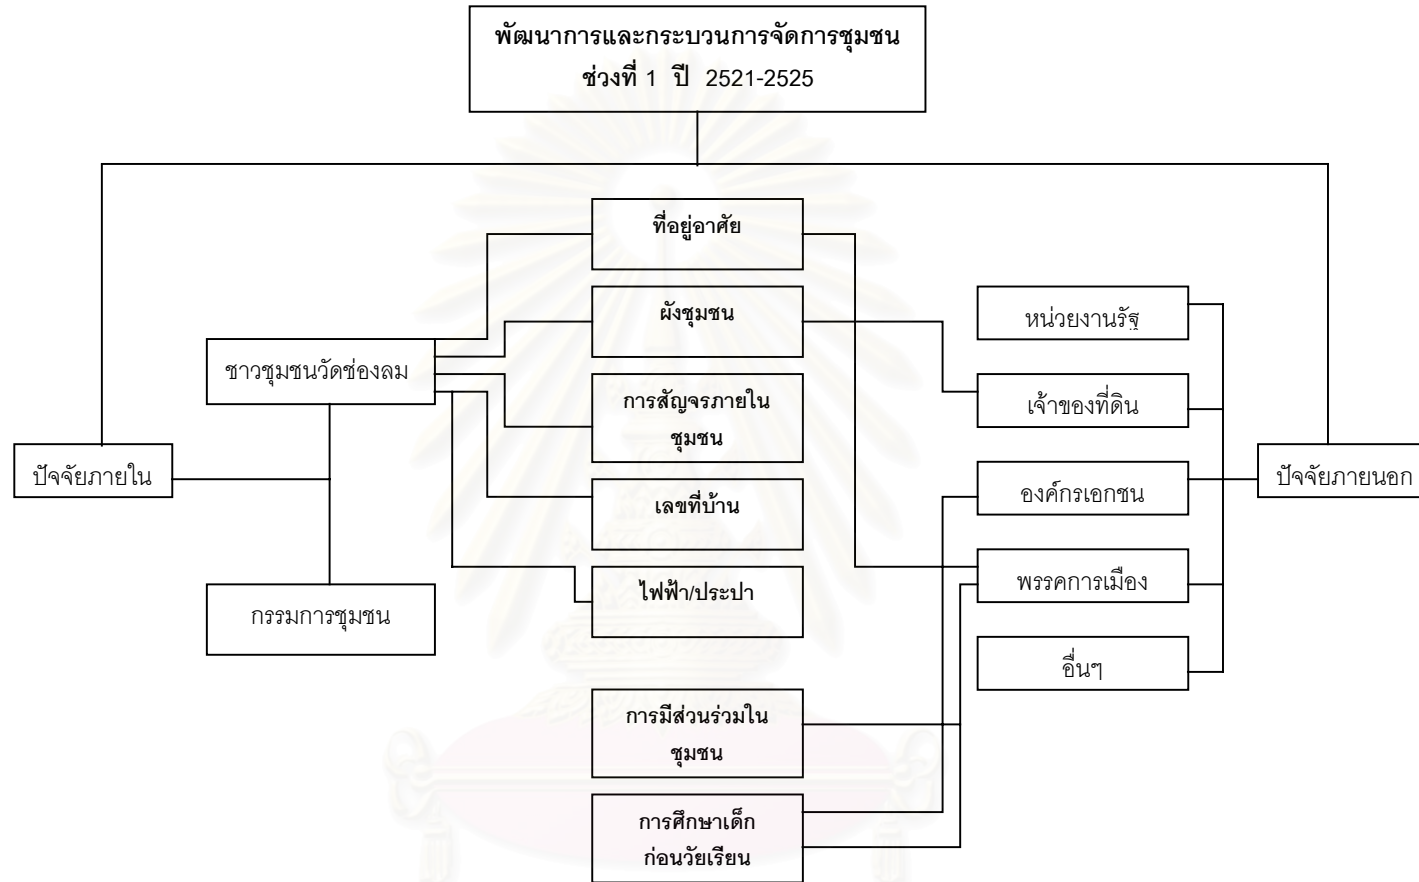 พัฒนาการและกระบวนการจัดการชุมชน
ช่วงที่ 1 ปี 2521-2525
ที่อยู่อาศัย
ผังชุมชน
หน่วยงานรัฐ
ชาวชุมชนวัดช่องลม
การสัญจรภายใน
ชุมชน
เจ้าของที่ดิน
ปัจจัยภายใน
เลขที่บ้าน
องค์กรเอกชน
ปัจจัยภายนอก
กรรมการชุมชน
ไฟฟ้า/ประปา
พรรคการเมือง
อื่นๆ
การมีส่วนร่วมใน
ชุมชน
การศึกษาเด็ก
ก่อนวัยเรียน